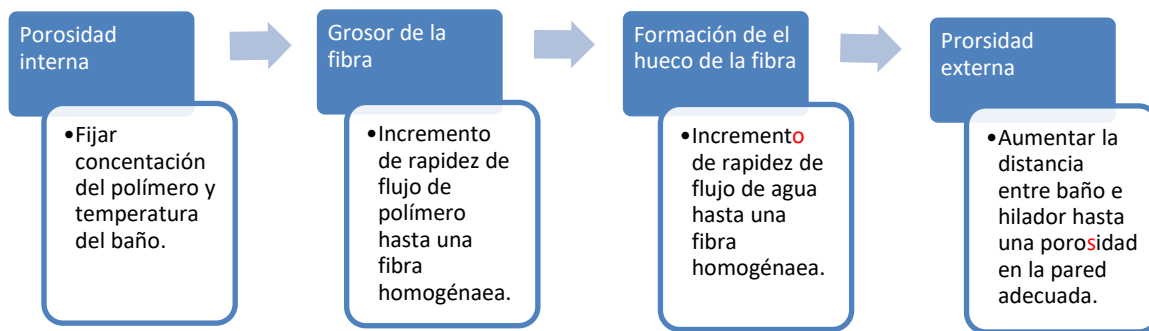 Porosidad
interna
•Fijar
concentación
del polímero y
temperatura
del baño.
Grosor de la
fibra
•Incremento
de rapidez de
flujo de
polímero
hasta una
fibra
homogénaea.
Formación de el
hueco de la fibra
•Incremento
de rapidez de
flujo de agua
hasta una
fibra
homogénaea.
Prorsidad
externa
•Aumentar la
distancia
entre baño e
hilador hasta
una porosidad
en la pared
adecuada.